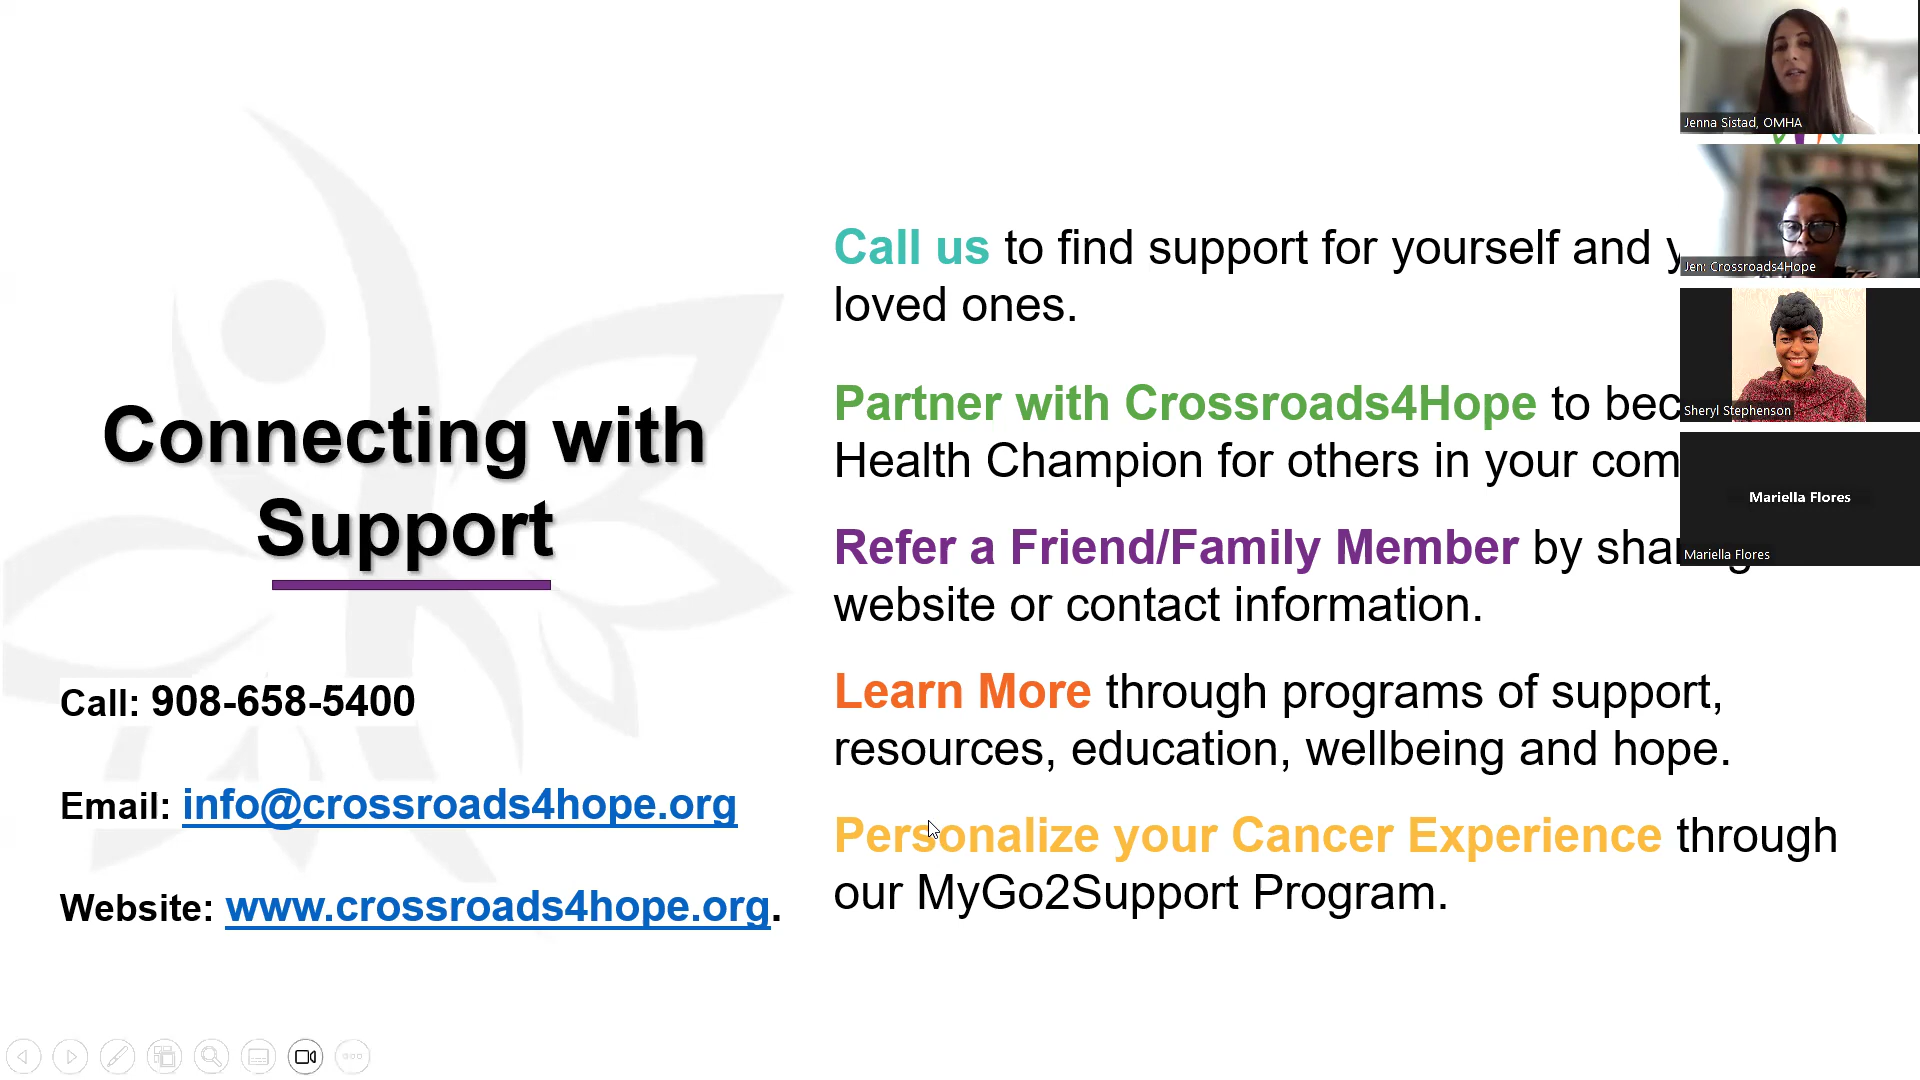 Connecting with
Support
Call: 908-658-5400
Email: info@crossroads4hope.org
Website: www.crossroads4hope.org.
Call us to find support for yourself and
loved ones.
Partner with Crossroads4Hope to
Health Champion for others in your
Refer a Friend/Family Member by
website or contact information.
Learn More through programs of support,
resources, education, wellbeing and hope.
Personalize your Cancer Experience through
our MyGo2Support Program.
Jenna Sistad, OMHA
Jen: Crossroads4Hope
Sheryl Stephenson
Mariella Flores
Mariella Flores